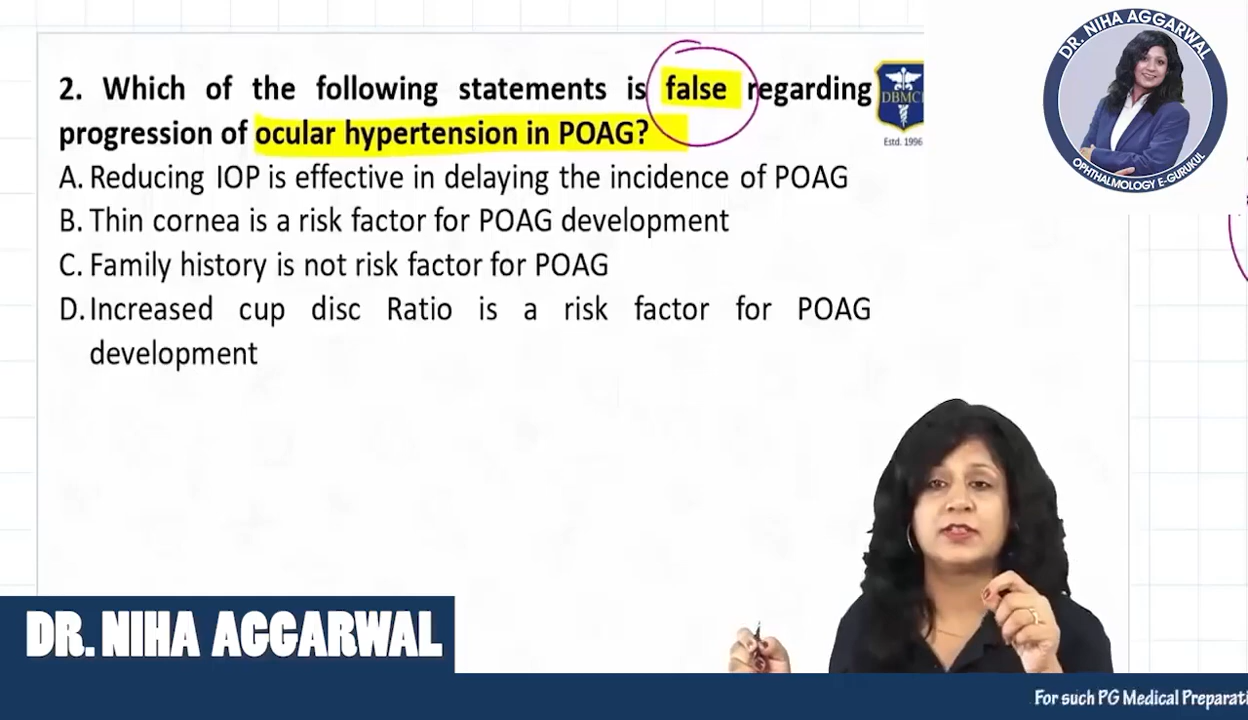 2. Which of the following statements is false regarding
progression of ocular hypertension in POAG?
A. Reducing IOP is effective in delaying the incidence of POAG
B. Thin cornea is a risk factor for POAG development
C. Family history is not risk factor for POAG
D. Increased cup disc Ratio is a risk factor for POAG
development
DBMCI
Estd. 1996
DR. NIHA AGGARWAL
OPHTHALMOLOGY E-GURUKUL
DR. NIHA AGGARWAL
For such PG Medical Preparati